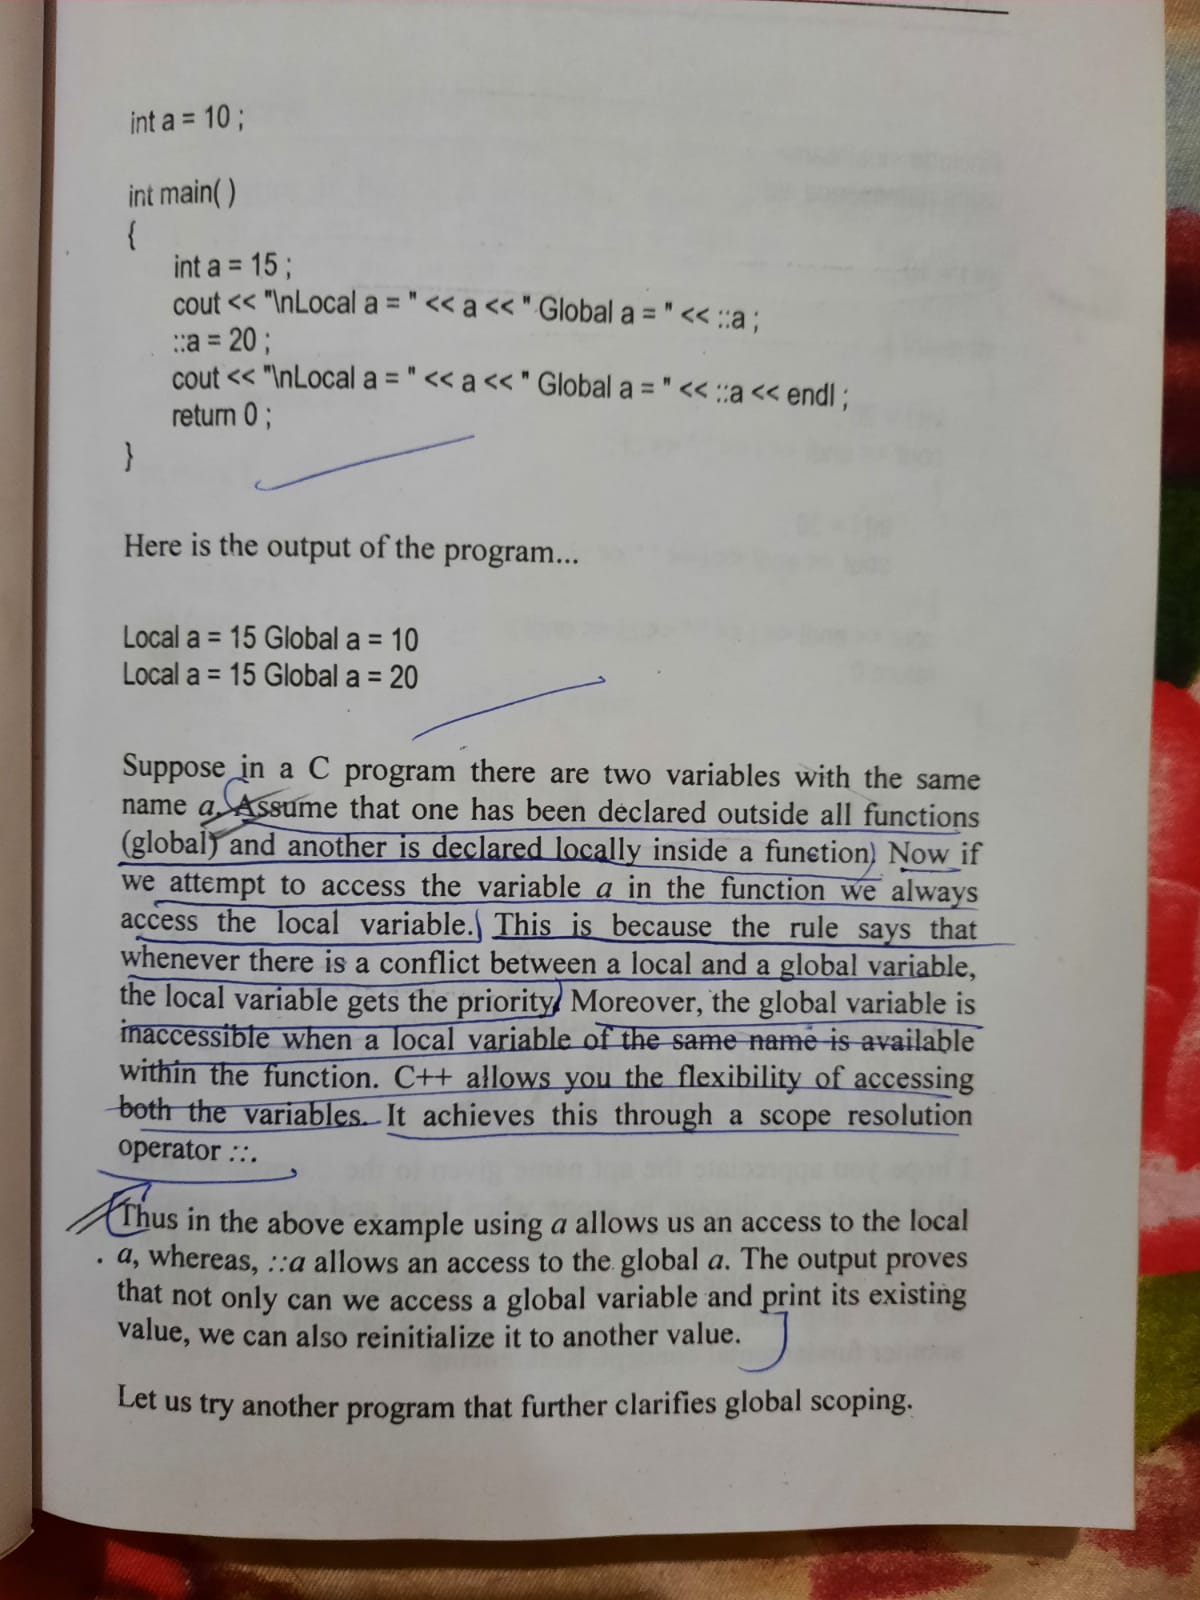 int a = 10 ;
int main( )
{
int a = 15 ;
cout << "\nLocal a = " << a << " Global a = " << ::a ;
::a = 20 ;
cout << "\nLocal a = " << a << " Global a = " << ::a << endl ;
return 0 ;
}
Here is the output of the program...
Local a = 15 Global a = 10
Local a = 15 Global a = 20
Suppose in a C program there are two variables with the same
name a. Assume that one has been declared outside all functions
(global) and another is declared locally inside a function. Now if
we attempt to access the variable a in the function we always
access the local variable. This is because the rule says that
whenever there is a conflict between a local and a global variable,
the local variable gets the priority. Moreover, the global variable is
inaccessible when a local variable of the same name is available
within the function. C++ allows you the flexibility of accessing
both the variables. It achieves this through a scope resolution
operator ::.
Thus in the above example using a allows us an access to the local
a, whereas, ::a allows an access to the global a. The output proves
that not only can we access a global variable and print its existing
value, we can also reinitialize it to another value.
Let us try another program that further clarifies global scoping.